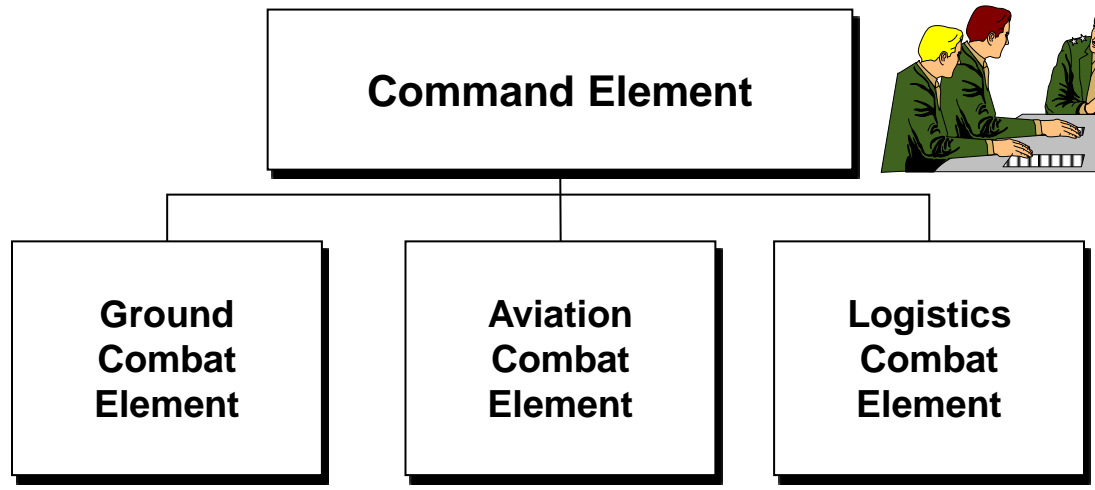 Command Element
Ground
Combat
Element
Aviation
Combat
Element
Logistics
Combat
Element